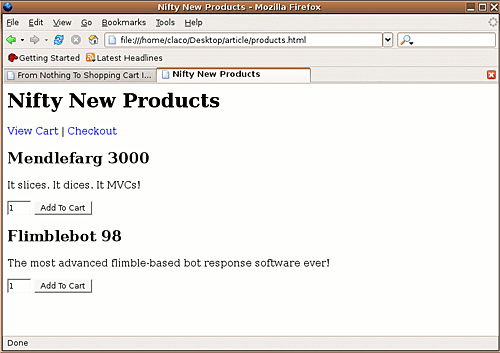 Nifty New Products - Mozilla Firefox
File Edit View Go Bookmarks Tools Help
file:///home/claco/Desktop/article/products.html
Getting Started Latest Headlines
From Nothing To Shopping Cart I... Nifty New Products
Nifty New Products
View Cart | Checkout
Mendlefarg 3000
It slices. It dices. It MVCs!
1 Add To Cart
Flimblebot 98
The most advanced flimble-based bot response software ever!
1 Add To Cart
Done